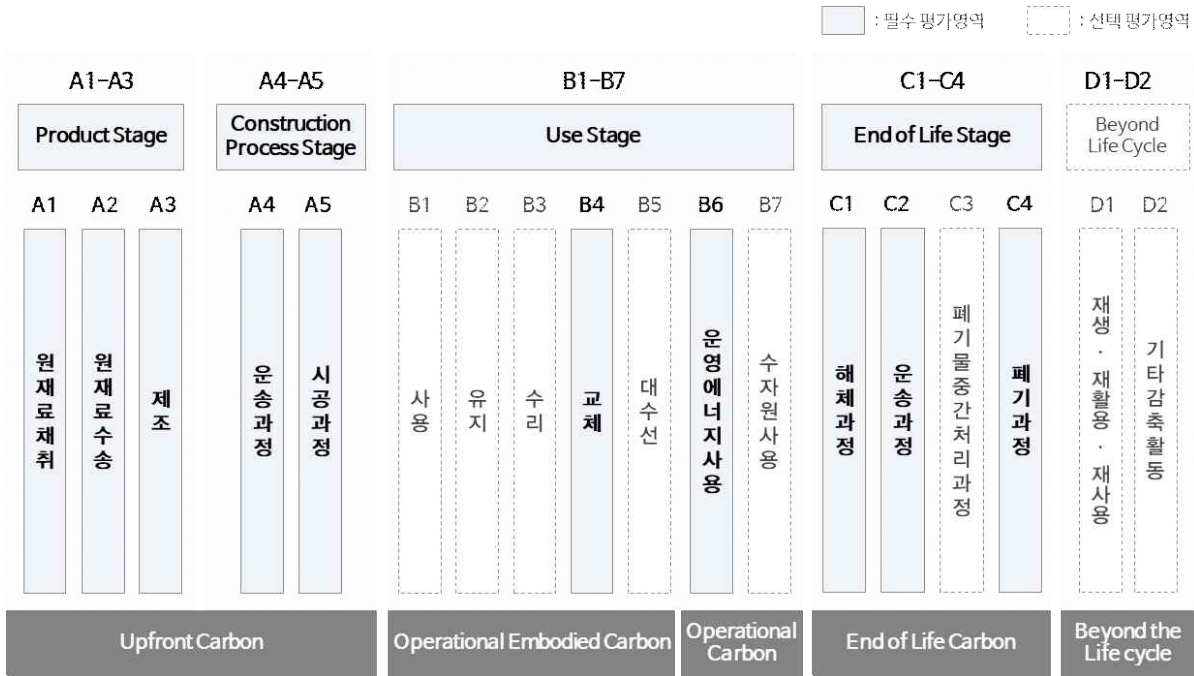 : 필수 평가영역
: 선택 평가영역
A1-A3
A4-A5
B1-B7
C1-C4
D1-D2
Product Stage
Construction
Process Stage
Use Stage
End of Life Stage
Beyond
Life Cycle
A1
A2
A3
A4
A5
B1
B2
B3
B4
B5
B6
B7
C1
C2
C3
C4
D1
D2
원재료채취
원재료수송
제조
운송과정
시공과정
사용
유지
수리
교체
대수선
운영에너지사용
수자원사용
해체과정
운송과정
폐기물중간처리과정
폐기과정
재생·재활용·재사용
기타감축활동
Upfront Carbon
Operational Embodied Carbon
Operational
Carbon
End of Life Carbon
Beyond the
Life cycle